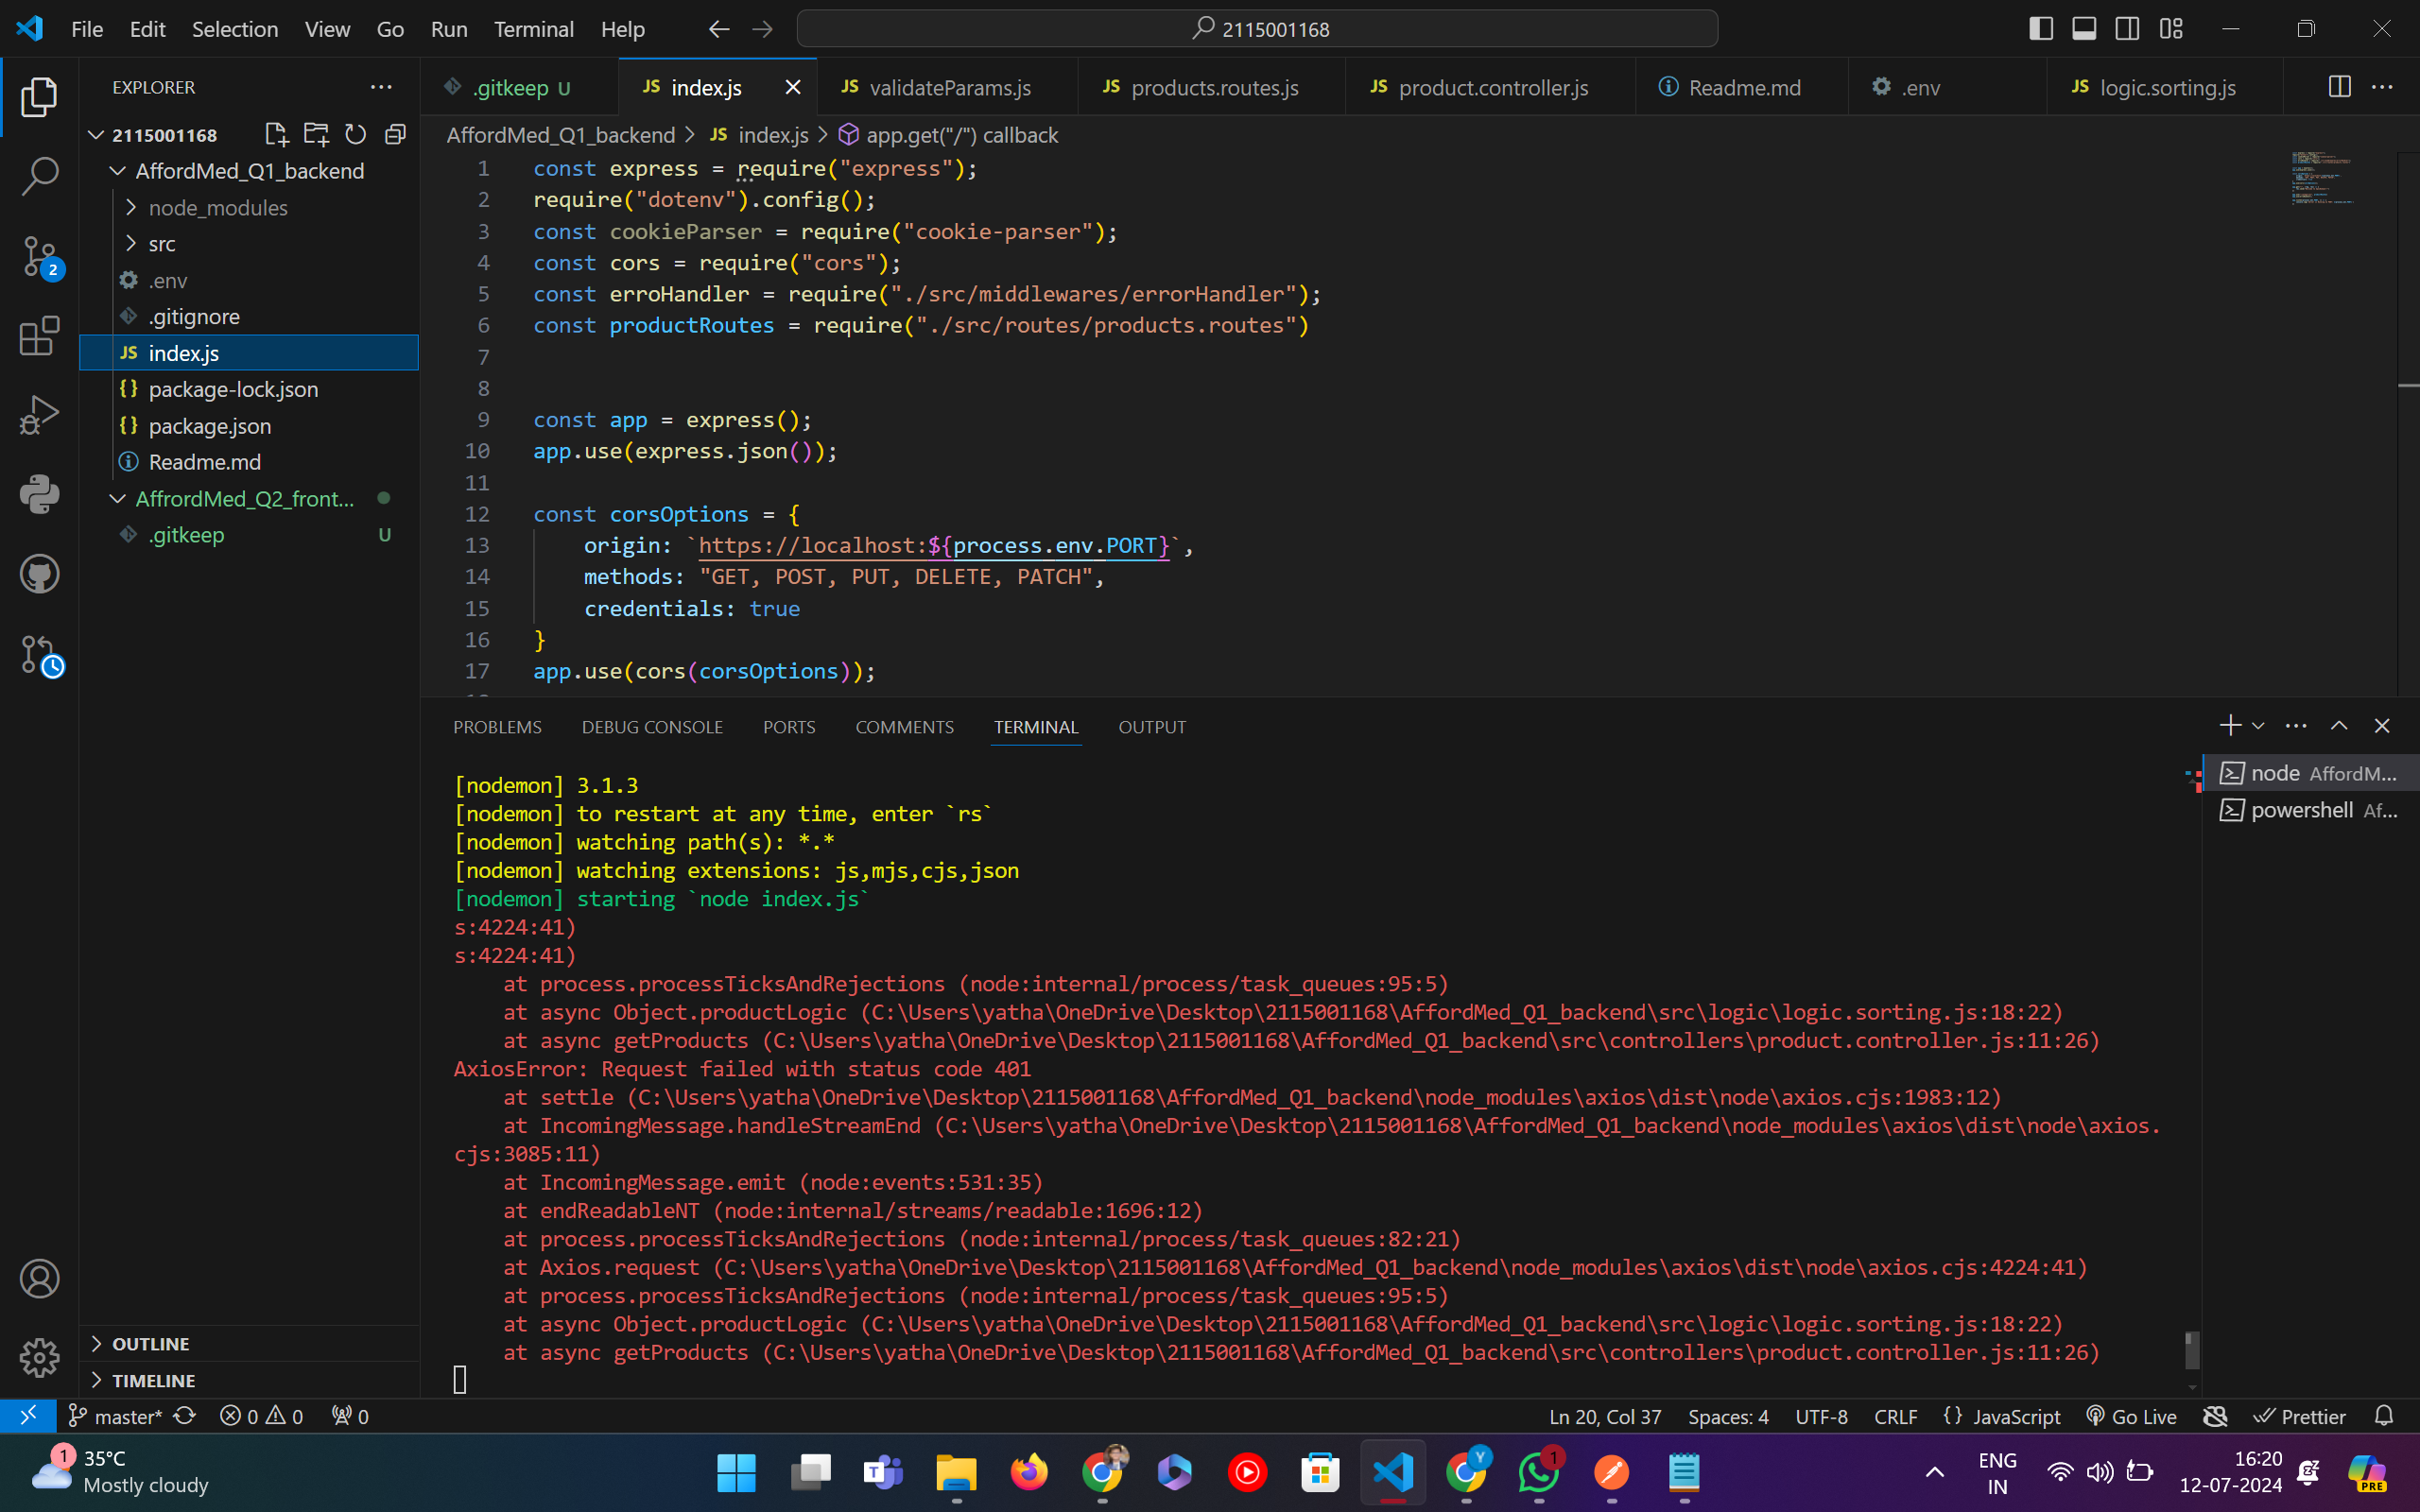 File Edit Selection View Go Run Terminal Help
2115001168
EXPLORER
2115001168
AffordMed_Q1_backend
node_modules
src
.env
.gitignore
JS index.js
{} package-lock.json
{} package.json
Readme.md
AffrordMed_Q2_front...
.gitkeep U
OUTLINE
TIMELINE
2
.gitkeep U
JS index.js
JS validateParams.js
JS products.routes.js
JS product.controller.js
Readme.md
.env
JS logic.sorting.js
AffordMed_Q1_backend > JS index.js > app.get("/") callback
1 const express = require("express");
2 require("dotenv").config();
3 const cookieParser = require("cookie-parser");
4 const cors = require("cors");
5 const erroHandler = require("./src/middlewares/errorHandler");
6 const productRoutes = require("./src/routes/products.routes")
7
8
9 const app = express();
10 app.use(express.json());
11
12 const corsOptions = {
13 origin: `https://localhost:${process.env.PORT}`,
14 methods: "GET, POST, PUT, DELETE, PATCH",
15 credentials: true
16 }
17 app.use(cors(corsOptions));
PROBLEMS DEBUG CONSOLE PORTS COMMENTS TERMINAL OUTPUT
[nodemon] 3.1.3
[nodemon] to restart at any time, enter `rs`
[nodemon] watching path(s): *.*
[nodemon] watching extensions: js,mjs,cjs,json
[nodemon] starting `node index.js`
s:4224:41)
s:4224:41)
at process.processTicksAndRejections (node:internal/process/task_queues:95:5)
at async Object.productLogic (C:\Users\yatha\OneDrive\Desktop\2115001168\AffordMed_Q1_backend\src\logic\logic.sorting.js:18:22)
at async getProducts (C:\Users\yatha\OneDrive\Desktop\2115001168\AffordMed_Q1_backend\src\controllers\product.controller.js:11:26)
AxiosError: Request failed with status code 401
at settle (C:\Users\yatha\OneDrive\Desktop\2115001168\AffordMed_Q1_backend\node_modules\axios\dist\node\axios.cjs:1983:12)
at IncomingMessage.handleStreamEnd (C:\Users\yatha\OneDrive\Desktop\2115001168\AffordMed_Q1_backend\node_modules\axios\dist\node\axios.
cjs:3085:11)
at IncomingMessage.emit (node:events:531:35)
at endReadableNT (node:internal/streams/readable:1696:12)
at process.processTicksAndRejections (node:internal/process/task_queues:82:21)
at Axios.request (C:\Users\yatha\OneDrive\Desktop\2115001168\AffordMed_Q1_backend\node_modules\axios\dist\node\axios.cjs:4224:41)
at process.processTicksAndRejections (node:internal/process/task_queues:95:5)
at async Object.productLogic (C:\Users\yatha\OneDrive\Desktop\2115001168\AffordMed_Q1_backend\src\logic\logic.sorting.js:18:22)
at async getProducts (C:\Users\yatha\OneDrive\Desktop\2115001168\AffordMed_Q1_backend\src\controllers\product.controller.js:11:26)
node AffordM...
powershell Af...
master* 0 0 0
Ln 20, Col 37 Spaces: 4 UTF-8 CRLF {} JavaScript Go Live Prettier
1 35°C
Mostly cloudy
Y
1
ENG
IN
16:20
12-07-2024
PRE